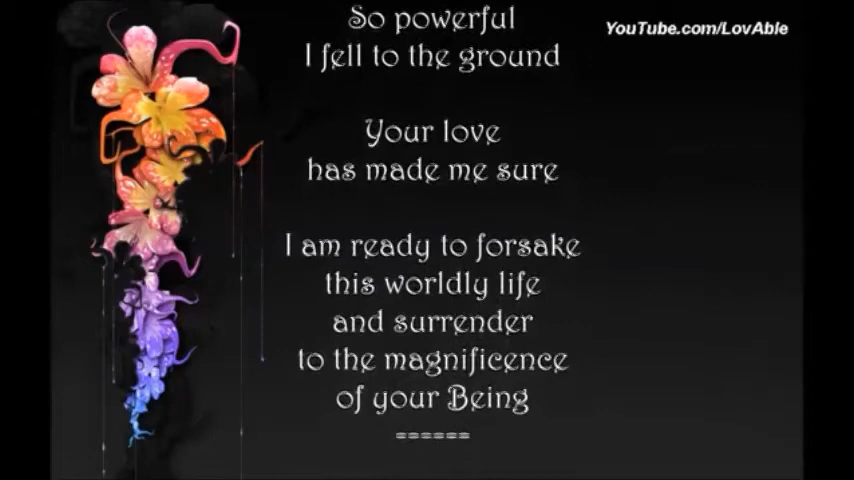 So powerful
I fell to the ground
YouTube.com/LovAble
Your love
has made me sure
I am ready to forsake
this worldly life
and surrender
to the magnificence
of your Being
======